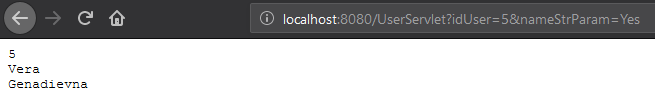 localhost:8080/UserServlet?idUser=5&nameStrParam=Yes
5
Vera
Genadievna